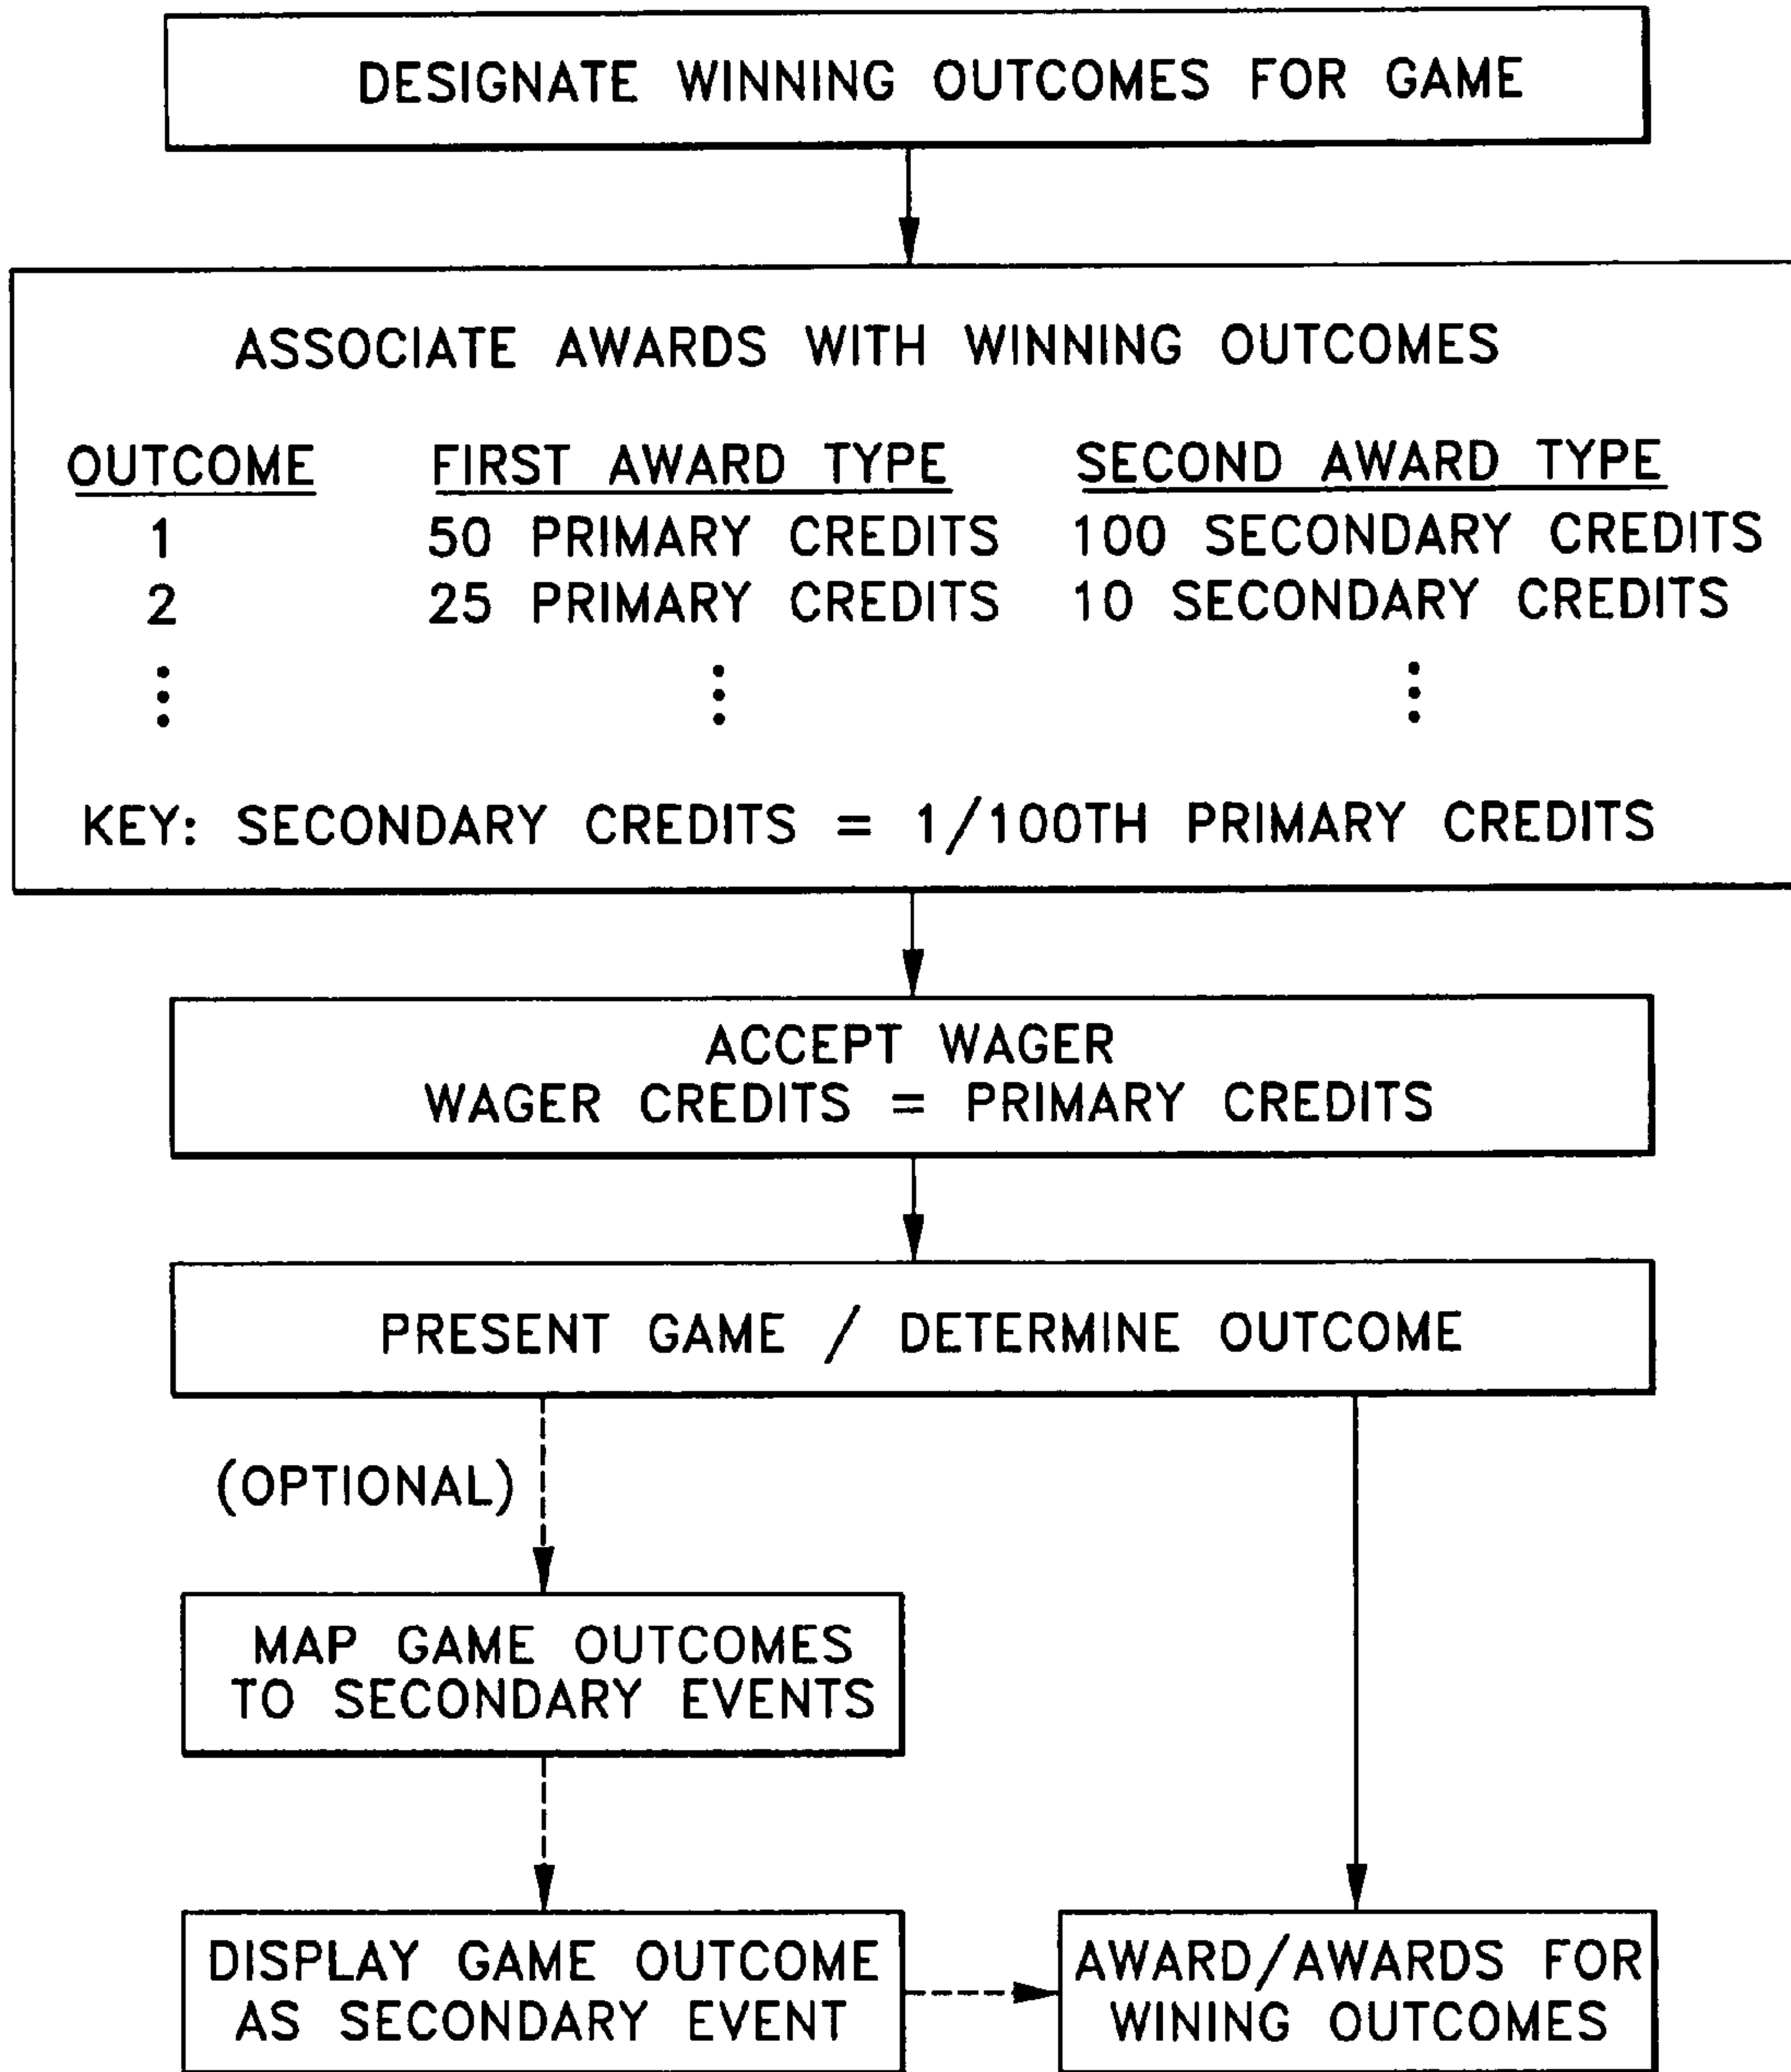 DESIGNATE WINNING OUTCOMES FOR GAME
ASSOCIATE AWARDS WITH WINNING OUTCOMES
OUTCOME FIRST AWARD TYPE SECOND AWARD TYPE
1 50 PRIMARY CREDITS 100 SECONDARY CREDITS
2 25 PRIMARY CREDITS 10 SECONDARY CREDITS
KEY: SECONDARY CREDITS = 1/100TH PRIMARY CREDITS
ACCEPT WAGER
WAGER CREDITS = PRIMARY CREDITS
PRESENT GAME / DETERMINE OUTCOME
(OPTIONAL)
MAP GAME OUTCOMES
TO SECONDARY EVENTS
DISPLAY GAME OUTCOME
AS SECONDARY EVENT
AWARD/AWARDS FOR
WINING OUTCOMES